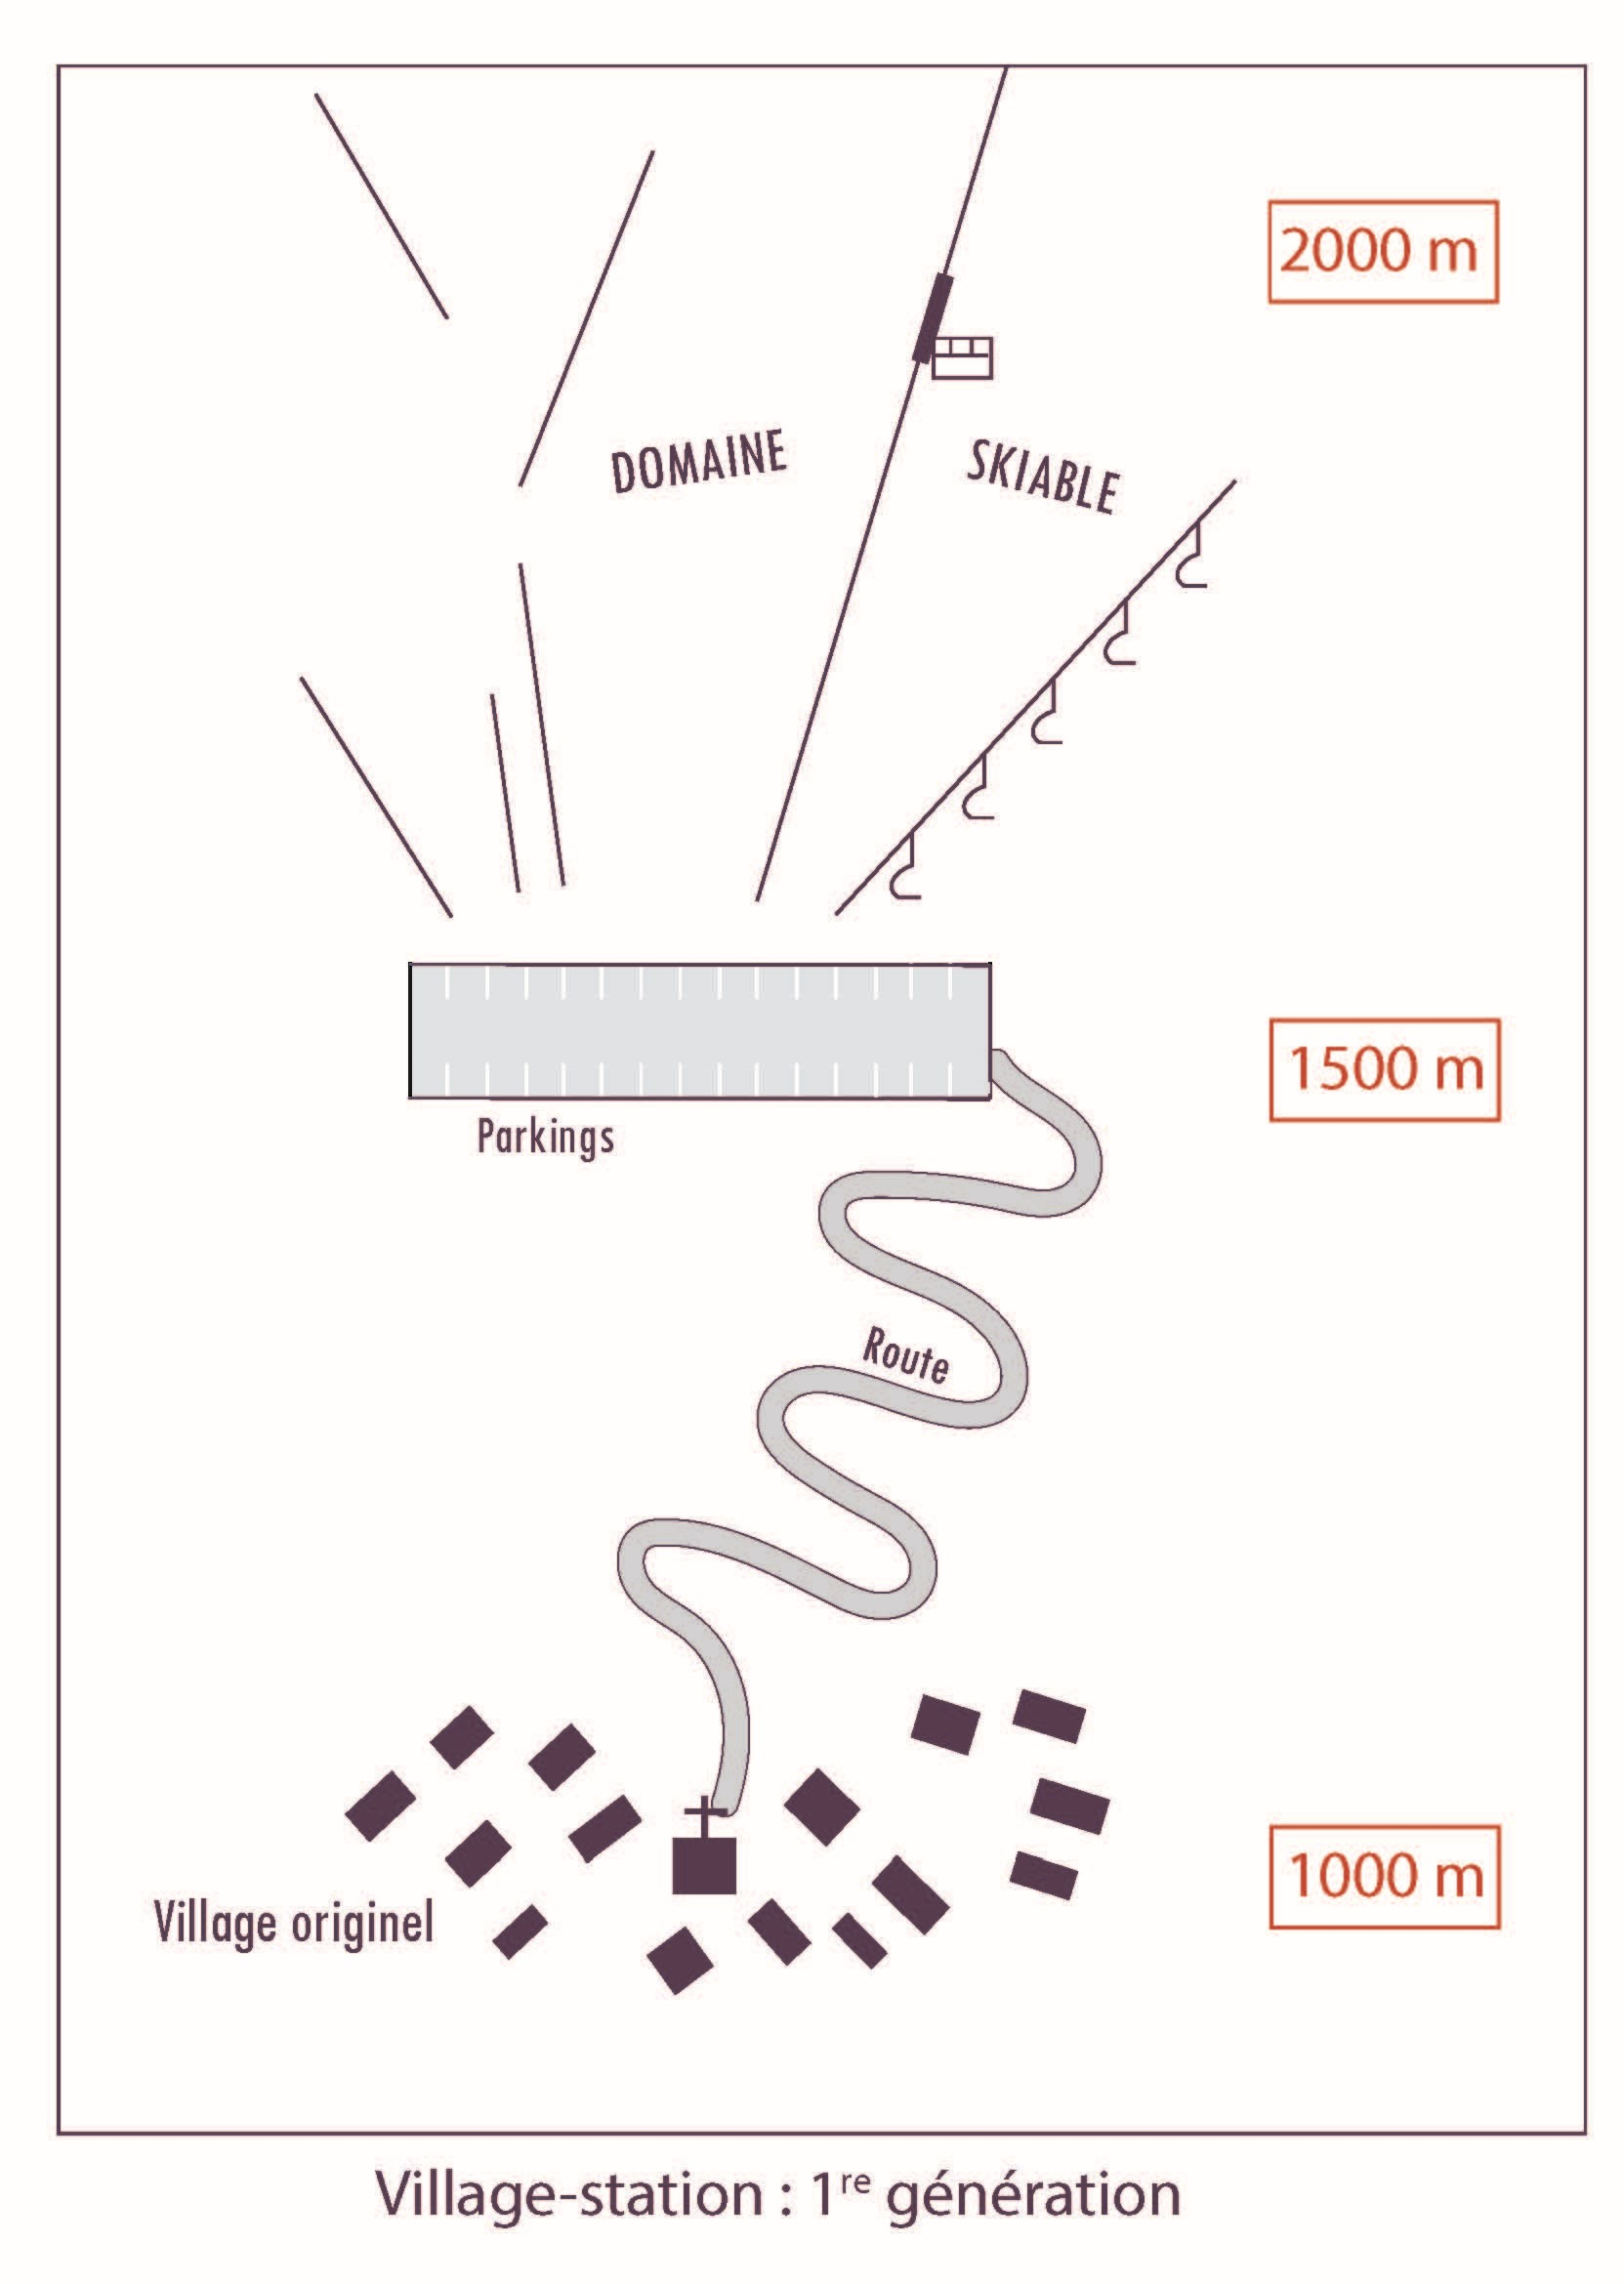 2000 m
DOMAINE SKIABLE
1500 m
Parkings
Route
1000 m
Village originel
Village-station : 1re génération